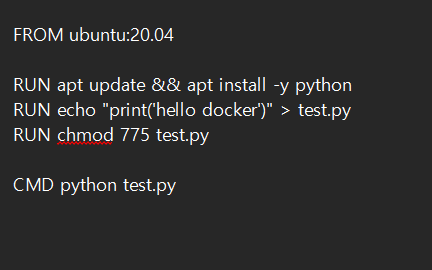 FROM ubuntu:20.04
RUN apt update && apt install -y python
RUN echo "print('hello docker')" > test.py
RUN chmod 775 test.py
CMD python test.py